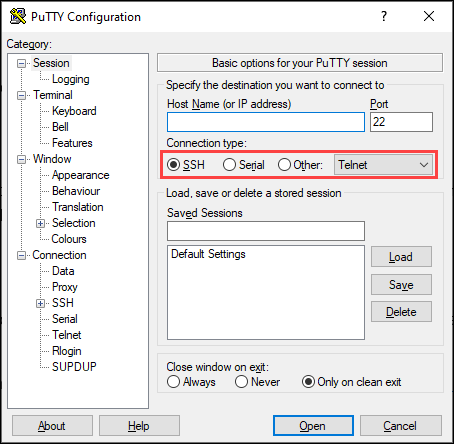 PuTTY Configuration
Category:
Session
Logging
Terminal
Keyboard
Bell
Features
Window
Appearance
Behaviour
Translation
Selection
Colours
Connection
Data
Proxy
SSH
Serial
Telnet
Rlogin
SUPDUP
Basic options for your PuTTY session
Specify the destination you want to connect to
Host Name (or IP address) Port
22
Connection type:
SSH Serial Other: Telnet
Load, save or delete a stored session
Saved Sessions
Default Settings
Load
Save
Delete
Close window on exit:
Always Never Only on clean exit
About Help Open Cancel